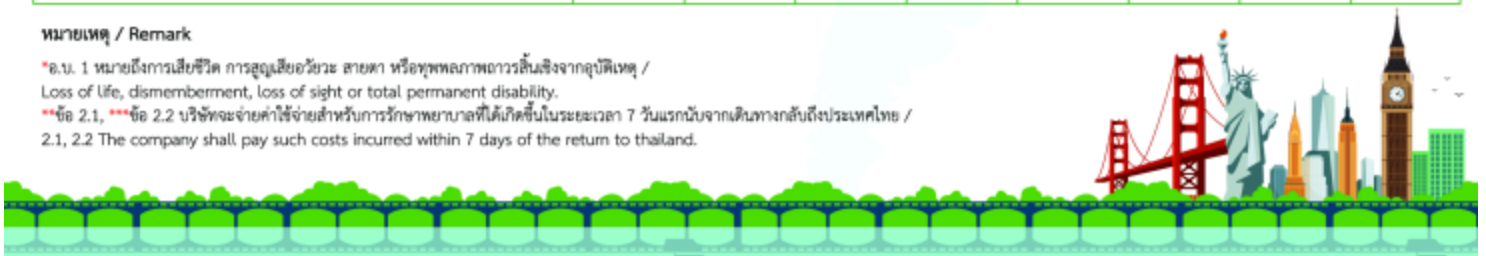 หมายเหตุ / Remark
*อ.บ. 1 หมายถึงการเสียชีวิต การสูญเสียอวัยวะ สายตา หรือทุพพลภาพถาวรสิ้นเชิงจากอุบัติเหตุ /
Loss of life, dismemberment, loss of sight or total permanent disability.
**ข้อ 2.1, ***ข้อ 2.2 บริษัทจะจ่ายค่าใช้จ่ายสำหรับการรักษาพยาบาลที่ได้เกิดขึ้นในระยะเวลา 7 วันแรกนับจากเดินทางกลับถึงประเทศไทย /
2.1, 2.2 The company shall pay such costs incurred within 7 days of the return to thailand.